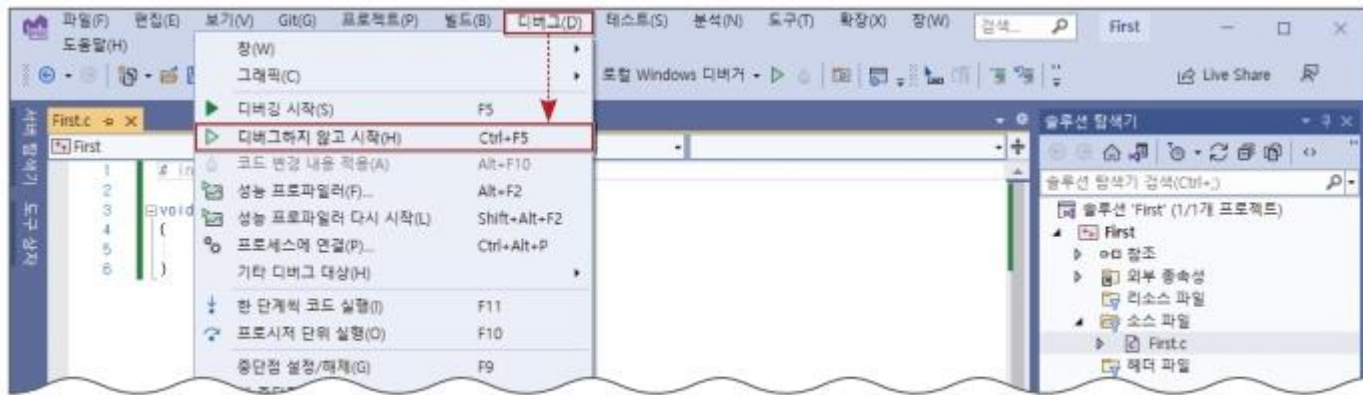 파일(F) 편집(E) 보기(V) Git(G) 프로젝트(P) 빌드(B) 디버그(D) 테스트(S) 분석(N) 도구(T) 확장(X) 창(W) 검색... First
도움말(H)
로컬 Windows 디버거 Live Share
창(W)
그래픽(C)
디버깅 시작(S) F5
디버그하지 않고 시작(H) Ctrl+F5
코드 변경 내용 적용(A) Alt+F10
성능 프로파일러(F)... Alt+F2
성능 프로파일러 다시 시작(L) Shift+Alt+F2
프로세스에 연결(P)... Ctrl+Alt+P
기타 디버그 대상(H)
한 단계씩 코드 실행(I) F11
프로시저 단위 실행(O) F10
중단점 설정/해제(G) F9
서버 탐색기 도구 상자
First.c
First
1 # in
2
3 void
4 {
5
6 }
솔루션 탐색기
솔루션 탐색기 검색(Ctrl+;)
솔루션 'First' (1/1개 프로젝트)
First
참조
외부 종속성
리소스 파일
소스 파일
First.c
헤더 파일